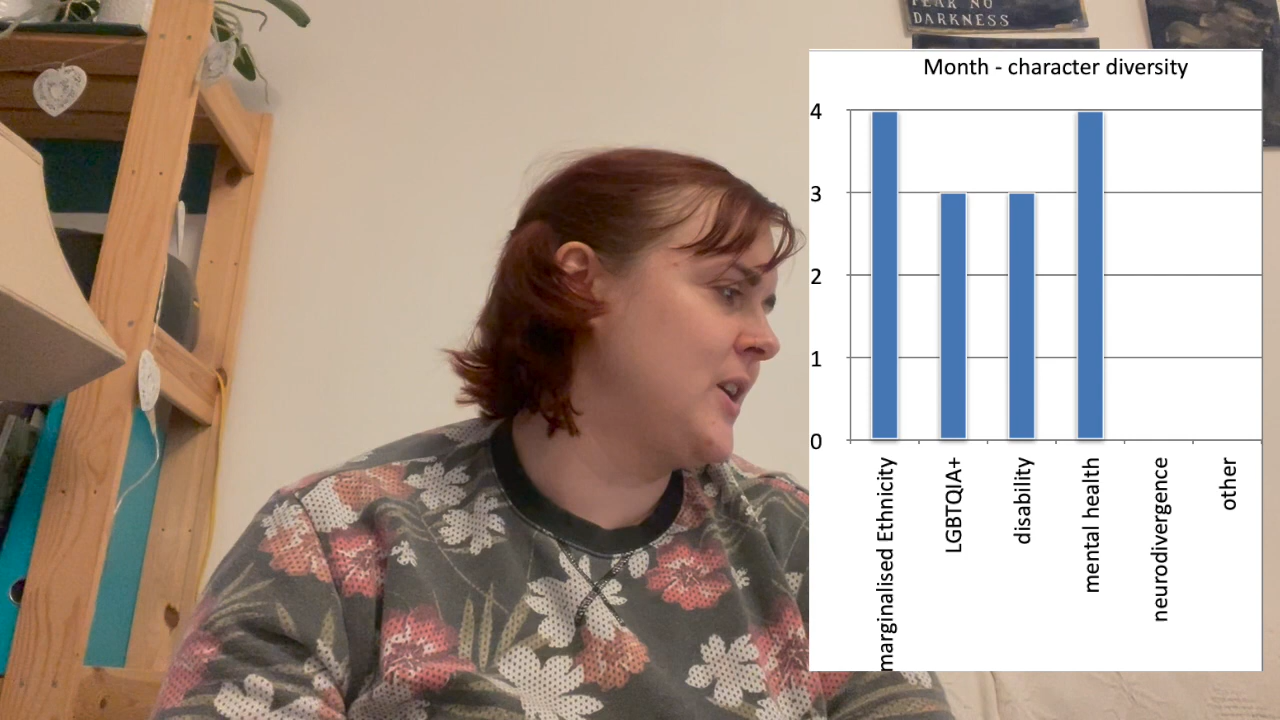 FEAR NO
DARKNESS
Month - character diversity
4
3
2
1
0
marginalised Ethnicity
LGBTQIA+
disability
mental health
neurodivergence
other